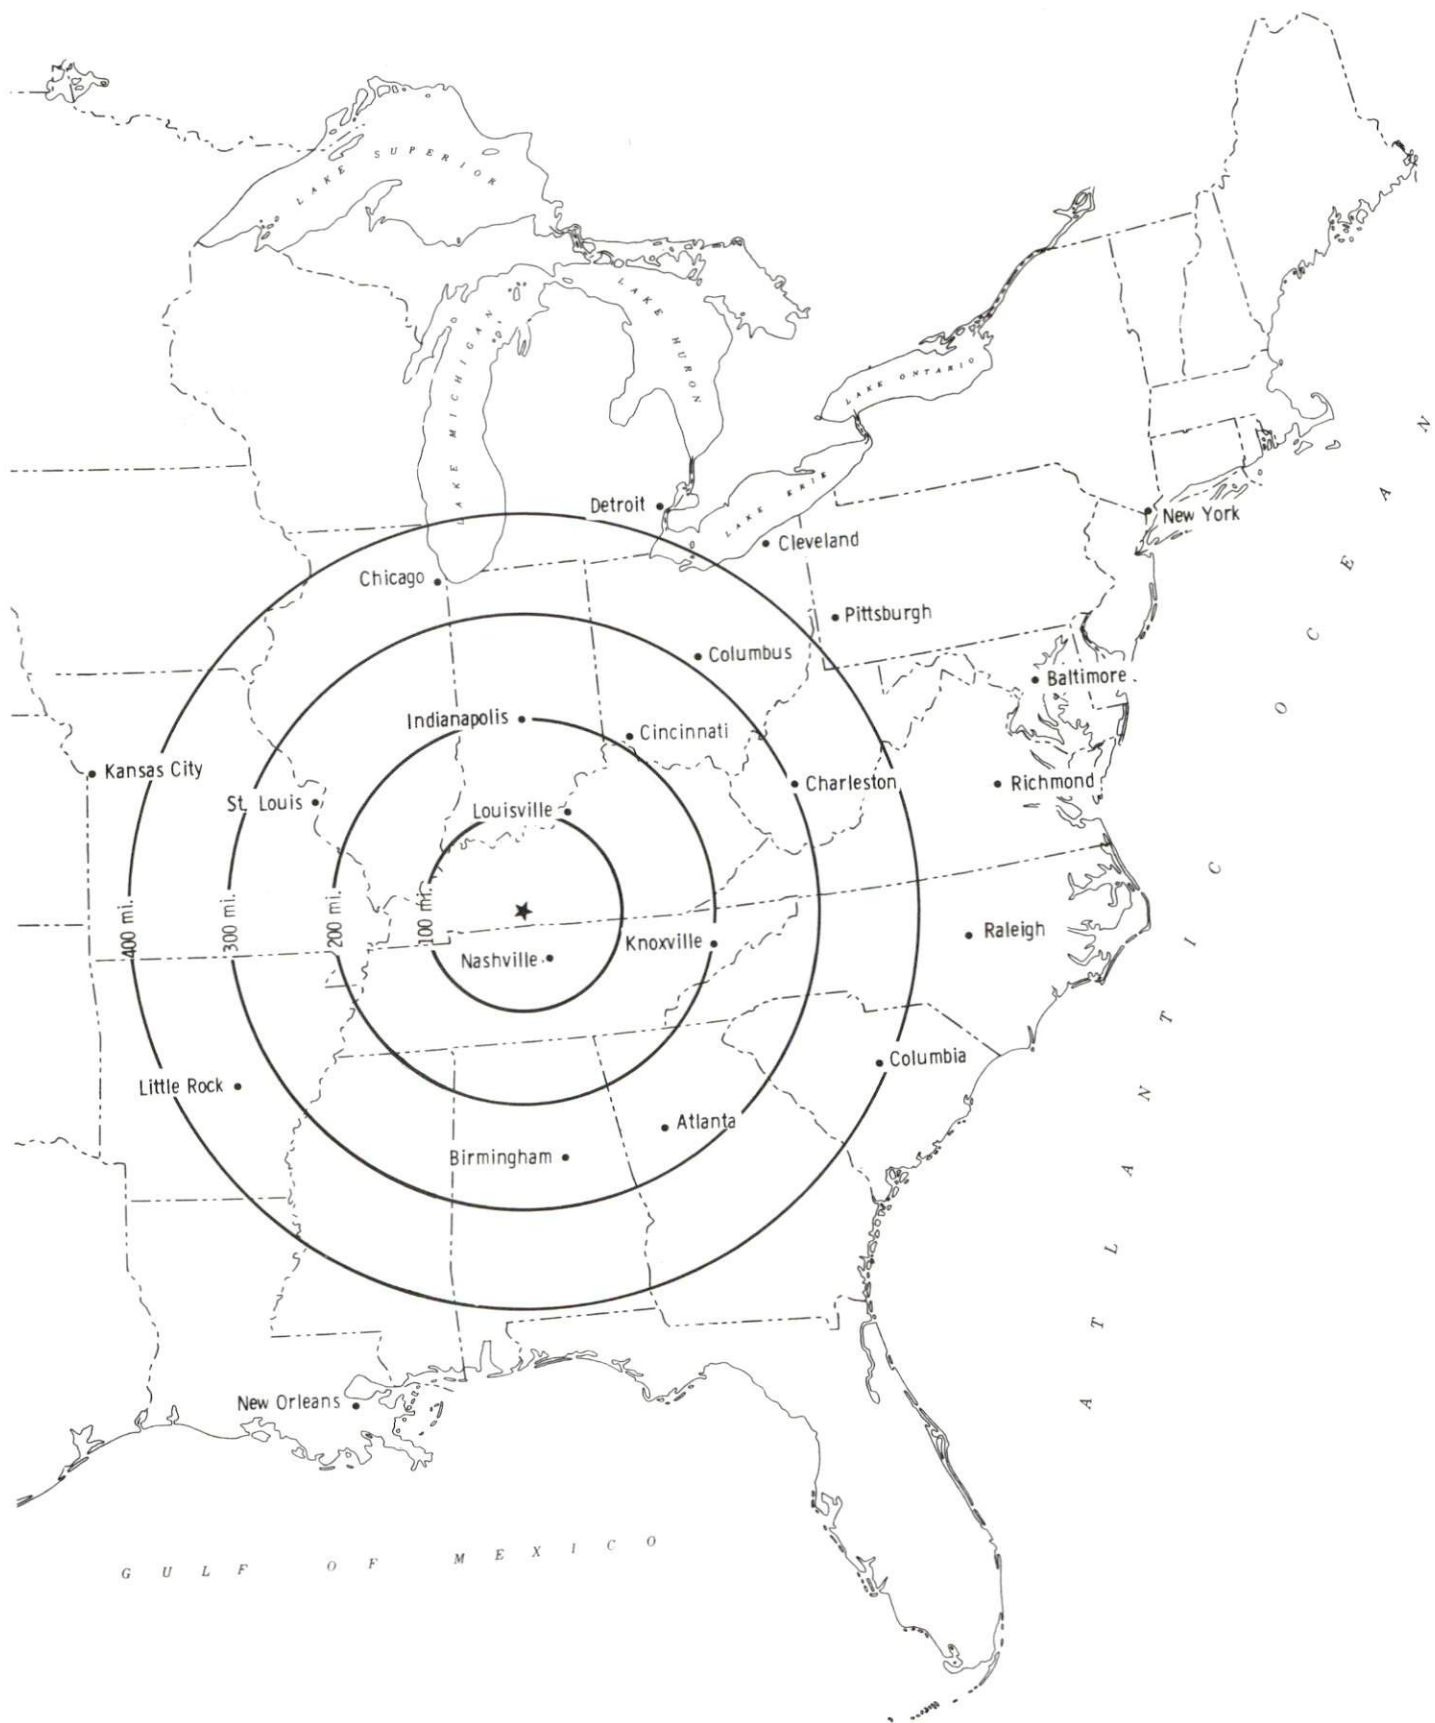 LAKE SUPERIOR
LAKE MICHIGAN
LAKE HURON
LAKE ONTARIO
LAKE ERIE
Detroit
New York
Cleveland
Chicago
Pittsburgh
Columbus
Baltimore
Indianapolis
Cincinnati
Kansas City
Charleston
Richmond
St. Louis
Louisville
400 mi.
300 mi.
200 mi.
100 mi.
Raleigh
Knoxville
Nashville
Columbia
Little Rock
Atlanta
Birmingham
New Orleans
ATLANTIC OCEAN
GULF OF MEXICO